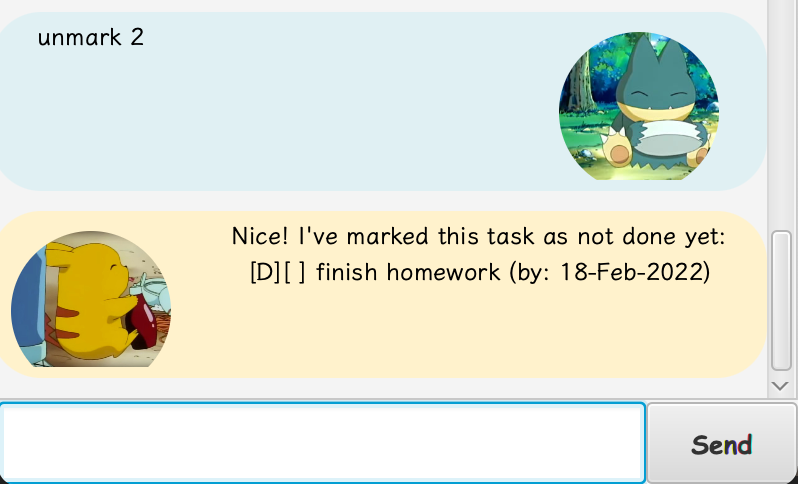 unmark 2
Nice! I've marked this task as not done yet:
[D][ ] finish homework (by: 18-Feb-2022)
Send